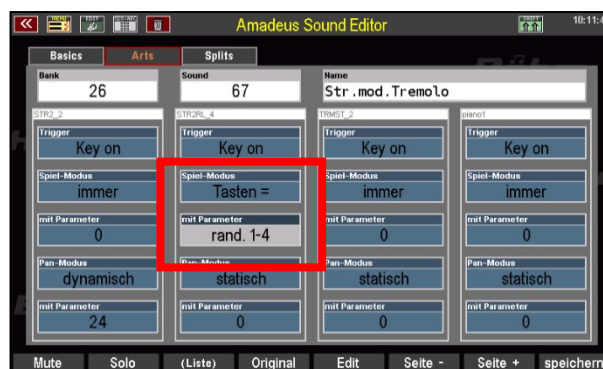 MENU EDIT SHIFT
Amadeus Sound Editor 10:11:4
Basics Arts Splits
Bank Sound Name
26 67 Str.mod.Tremolo
STR2_2 STR2RL_4 TRMST_2 piano1
Trigger Trigger Trigger Trigger
Key on Key on Key on Key on
Spiel-Modus Spiel-Modus Spiel-Modus Spiel-Modus
immer Tasten = immer immer
mit Parameter mit Parameter mit Parameter mit Parameter
0 rand. 1-4 0 0
Pan-Modus Pan-Modus Pan-Modus Pan-Modus
dynamisch statisch statisch statisch
mit Parameter mit Parameter mit Parameter mit Parameter
24 0 0 0
Mute Solo (Liste) Original Edit Seite - Seite + speichern